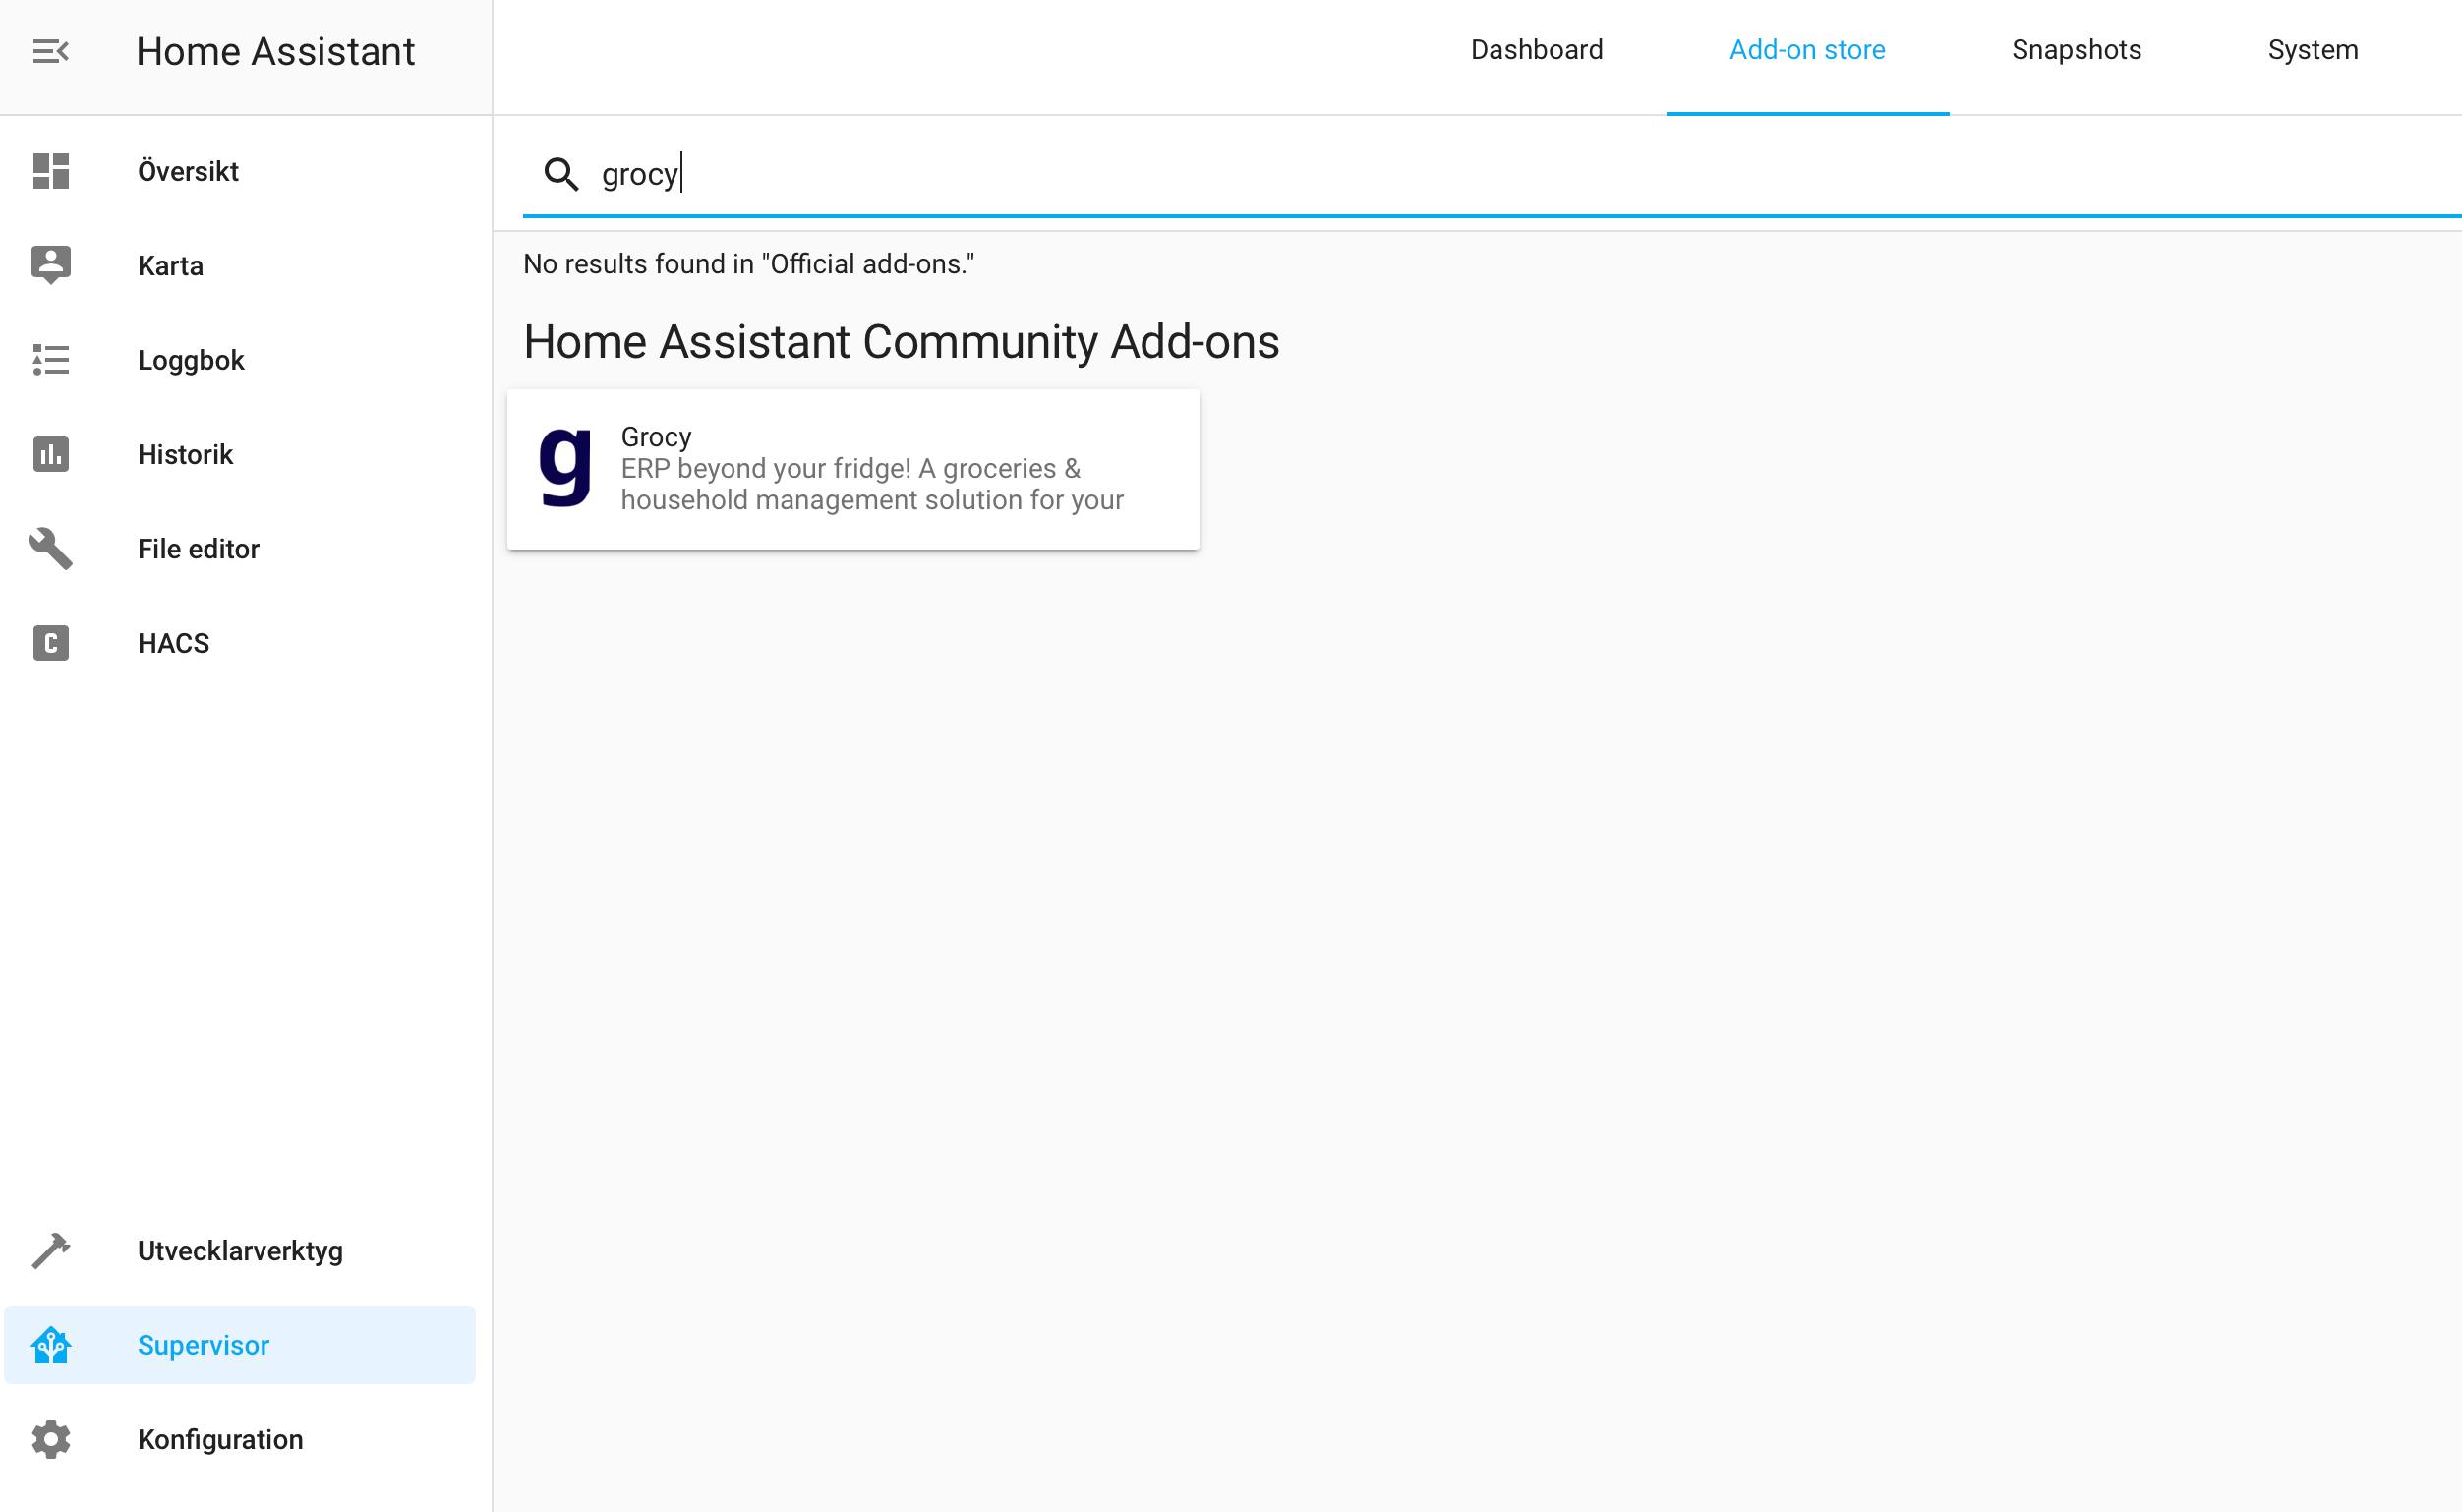 Home Assistant
Dashboard
Add-on store
Snapshots
System
Översikt
Karta
Loggbok
Historik
File editor
HACS
Utvecklarverktyg
Supervisor
Konfiguration
grocy
No results found in "Official add-ons."
Home Assistant Community Add-ons
g
Grocy
ERP beyond your fridge! A groceries &
household management solution for your